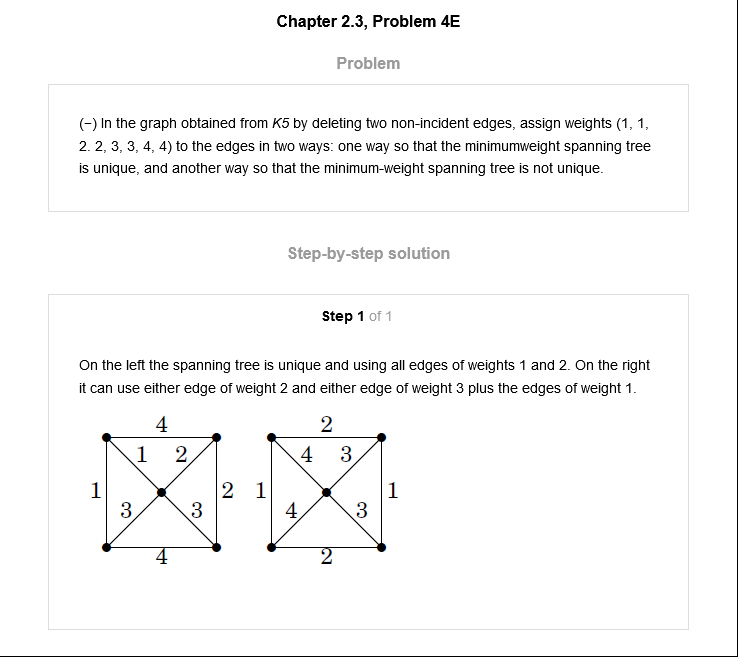 Chapter 2.3, Problem 4E
Problem
(−) In the graph obtained from K5 by deleting two non-incident edges, assign weights (1, 1,
2. 2, 3, 3, 4, 4) to the edges in two ways: one way so that the minimumweight spanning tree
is unique, and another way so that the minimum-weight spanning tree is not unique.
Step-by-step solution
Step 1 of 1
On the left the spanning tree is unique and using all edges of weights 1 and 2. On the right
it can use either edge of weight 2 and either edge of weight 3 plus the edges of weight 1.
4 2
1 2 4 3
1 2 1 1
3 3 4 3
4 2